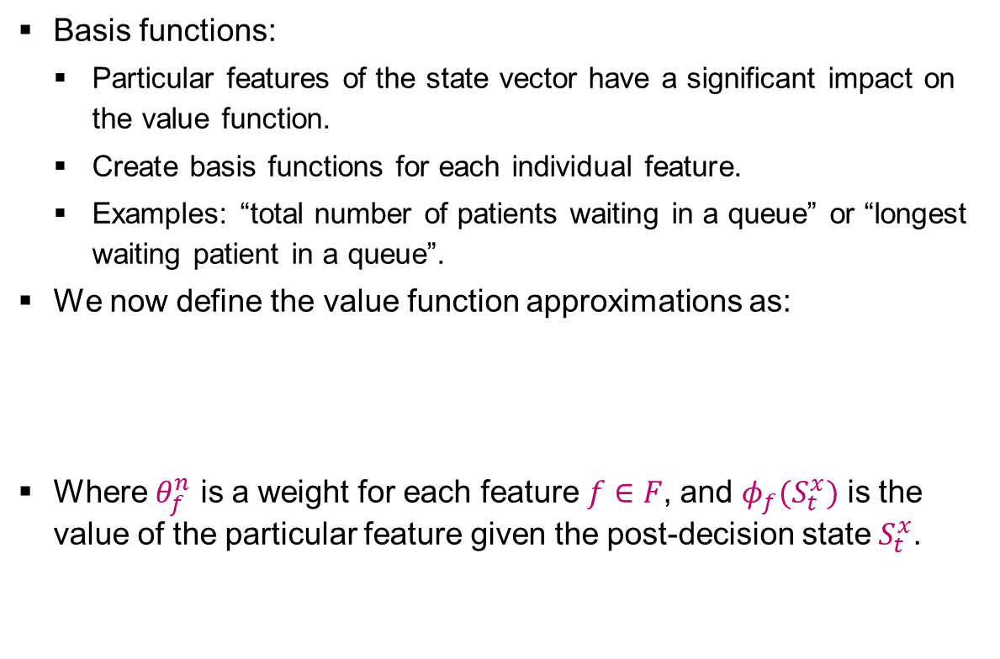 ▪ Basis functions:
▪ Particular features of the state vector have a significant impact on
the value function.
▪ Create basis functions for each individual feature.
▪ Examples: “total number of patients waiting in a queue” or “longest
waiting patient in a queue”.
▪ We now define the value function approximations as:
▪ Where $\theta_f^n$ is a weight for each feature $f \in F$, and $\phi_f(S_t^x)$ is the
value of the particular feature given the post-decision state $S_t^x$.